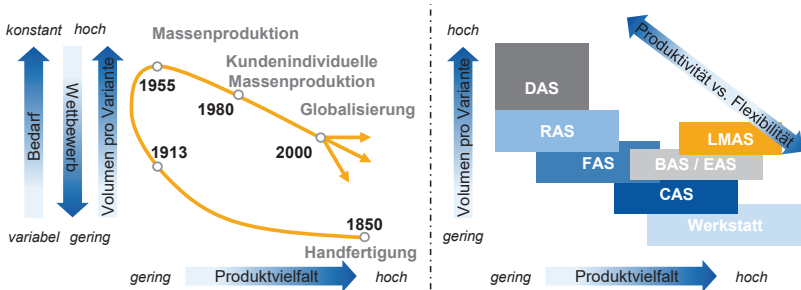 konstant
hoch
Bedarf
Wettbewerb
Volumen pro Variante
variabel
gering
Massenproduktion
Kundenindividuelle
Massenproduktion
Globalisierung
1955
1980
2000
1913
1850
Handfertigung
gering
Produktvielfalt
hoch
hoch
Volumen pro Variante
gering
Produktivität vs. Flexibilität
DAS
RAS
LMAS
FAS
BAS / EAS
CAS
Werkstatt
gering
Produktvielfalt
hoch